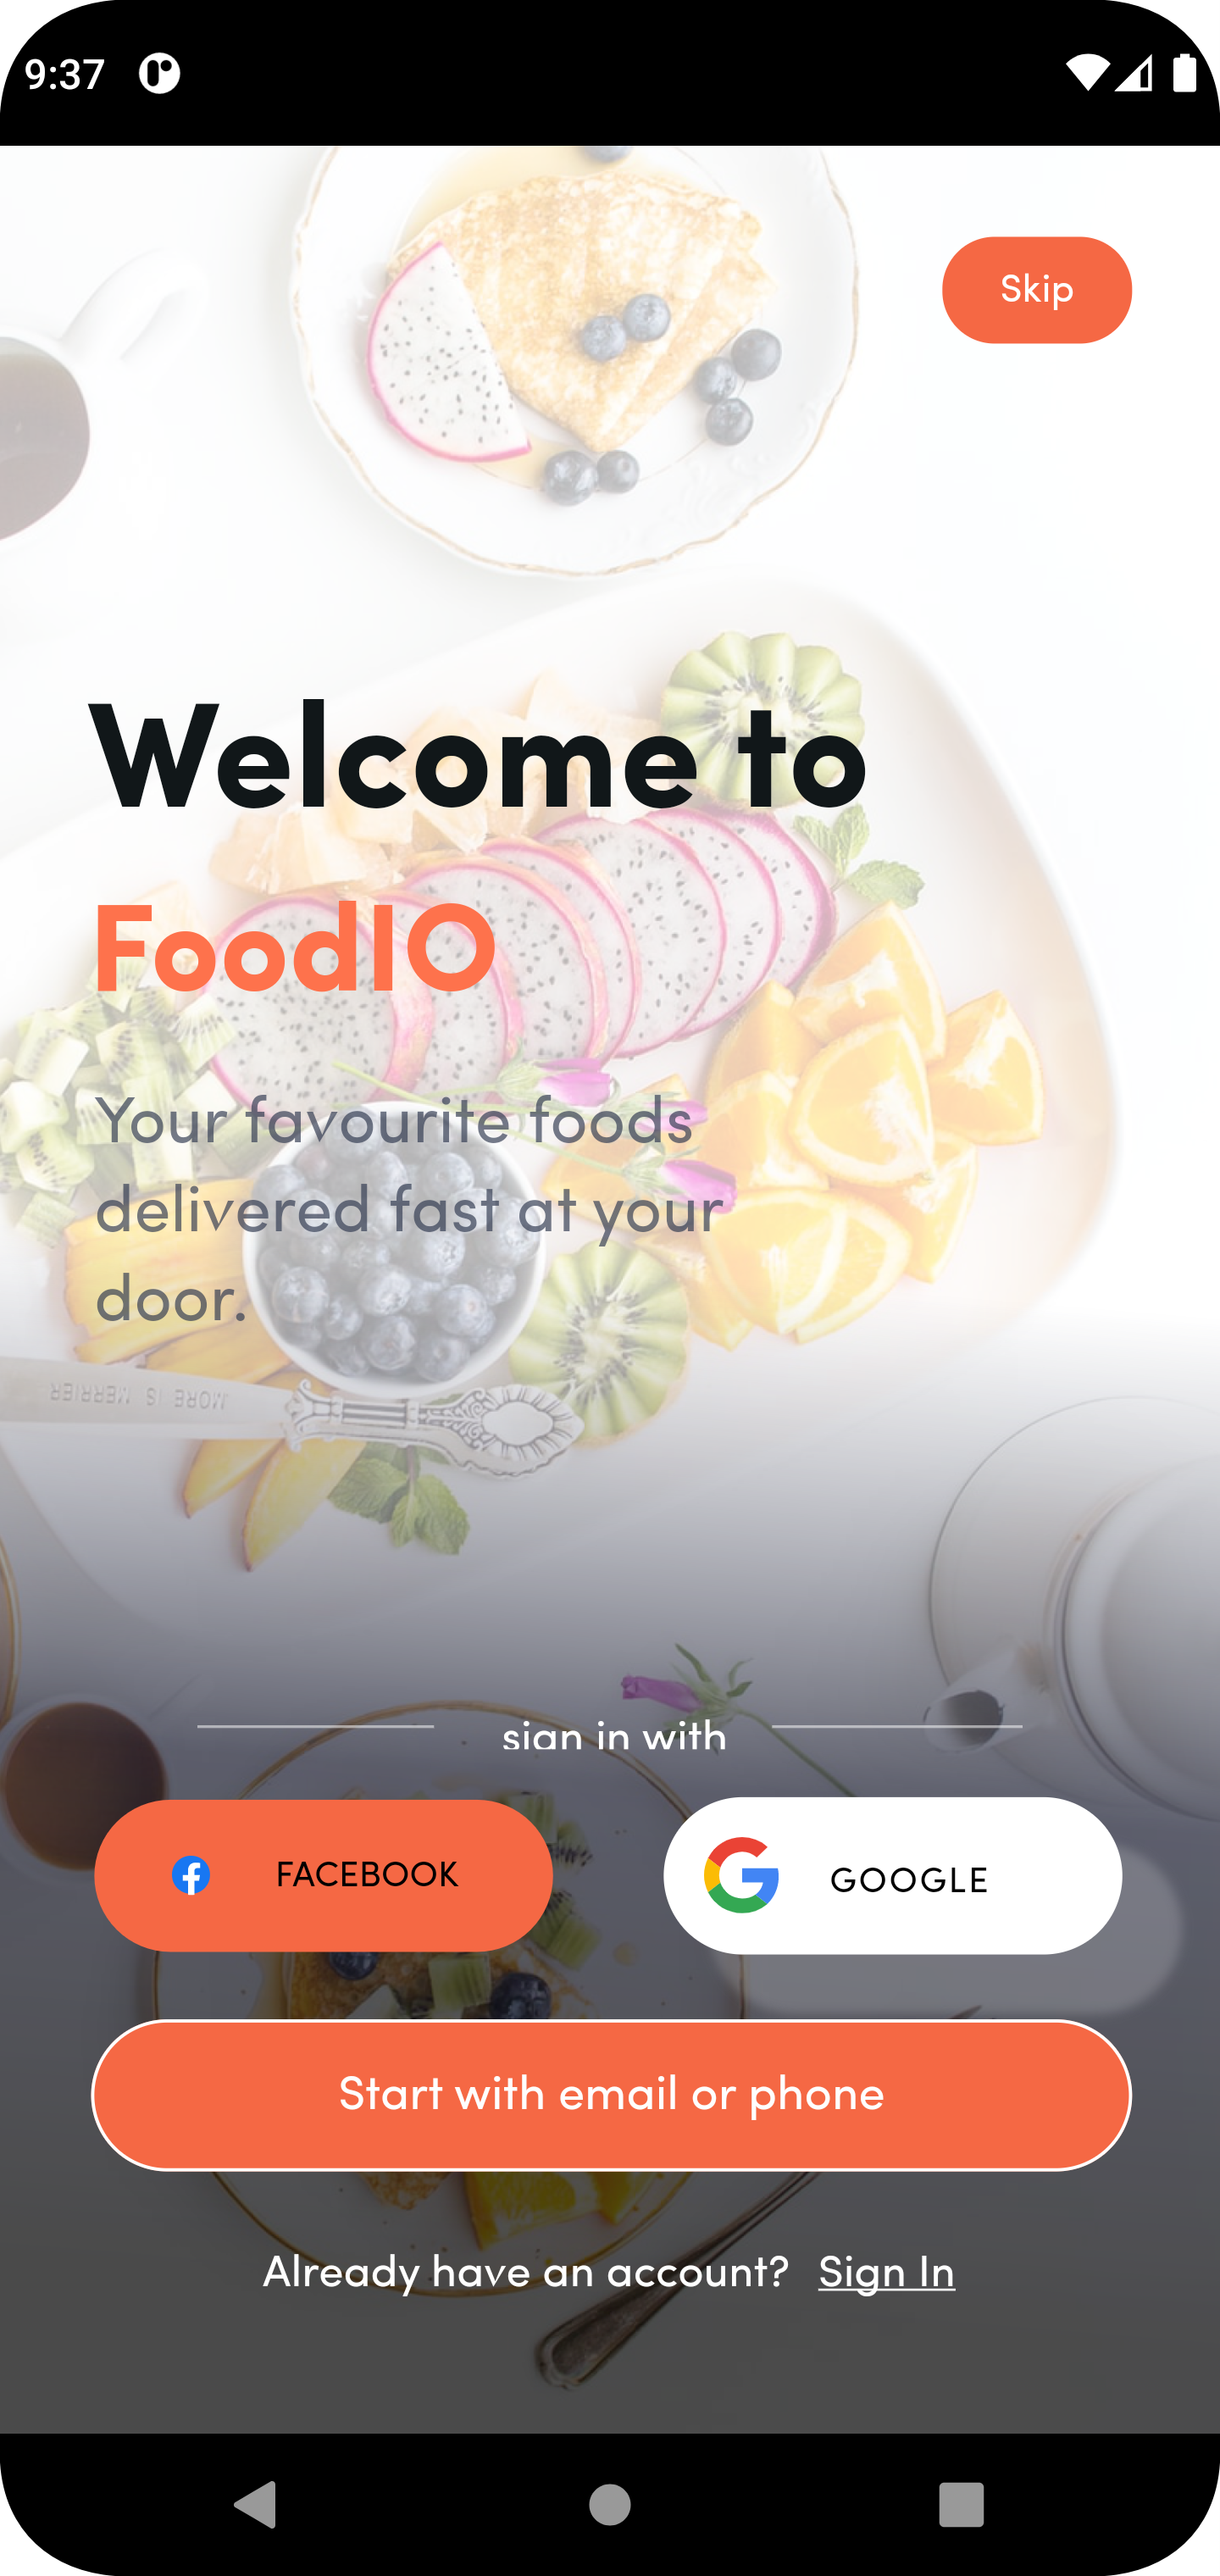 9:37
Skip
Welcome to
FoodIO
Your favourite foods
delivered fast at your
door.
MORE IS MERRIER
sign in with
FACEBOOK
GOOGLE
Start with email or phone
Already have an account? Sign In